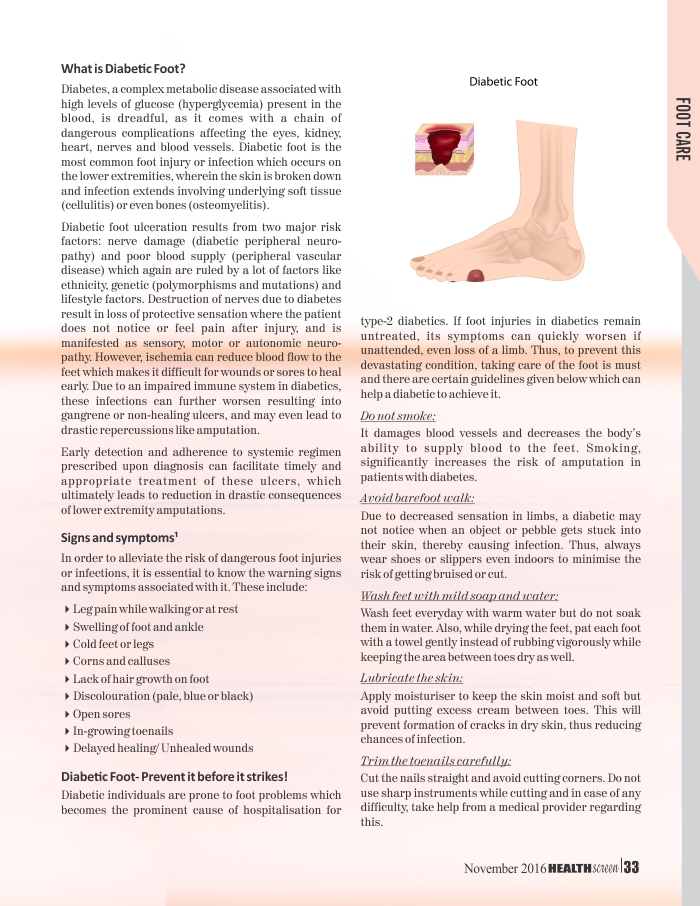 What is Diabetic Foot?
Diabetes, a complex metabolic disease associated with
high levels of glucose (hyperglycemia) present in the
blood, is dreadful, as it comes with a chain of
dangerous complications affecting the eyes, kidney,
heart, nerves and blood vessels. Diabetic foot is the
most common foot injury or infection which occurs on
the lower extremities, wherein the skin is broken down
and infection extends involving underlying soft tissue
(cellulitis) or even bones (osteomyelitis).
Diabetic foot ulceration results from two major risk
factors: nerve damage (diabetic peripheral neuro-
pathy) and poor blood supply (peripheral vascular
disease) which again are ruled by a lot of factors like
ethnicity, genetic (polymorphisms and mutations) and
lifestyle factors. Destruction of nerves due to diabetes
result in loss of protective sensation where the patient
does not notice or feel pain after injury, and is
manifested as sensory, motor or autonomic neuro-
pathy. However, ischemia can reduce blood flow to the
feet which makes it difficult for wounds or sores to heal
early. Due to an impaired immune system in diabetics,
these infections can further worsen resulting into
gangrene or non-healing ulcers, and may even lead to
drastic repercussions like amputation.
Early detection and adherence to systemic regimen
prescribed upon diagnosis can facilitate timely and
appropriate treatment of these ulcers, which
ultimately leads to reduction in drastic consequences
of lower extremity amputations.
Signs and symptoms¹
In order to alleviate the risk of dangerous foot injuries
or infections, it is essential to know the warning signs
and symptoms associated with it. These include:
Leg pain while walking or at rest
Swelling of foot and ankle
Cold feet or legs
Corns and calluses
Lack of hair growth on foot
Discolouration (pale, blue or black)
Open sores
In-growing toenails
Delayed healing/ Unhealed wounds
Diabetic Foot- Prevent it before it strikes!
Diabetic individuals are prone to foot problems which
becomes the prominent cause of hospitalisation for
Diabetic Foot
type-2 diabetics. If foot injuries in diabetics remain
untreated, its symptoms can quickly worsen if
unattended, even loss of a limb. Thus, to prevent this
devastating condition, taking care of the foot is must
and there are certain guidelines given below which can
help a diabetic to achieve it.
Do not smoke:
It damages blood vessels and decreases the body's
ability to supply blood to the feet. Smoking,
significantly increases the risk of amputation in
patients with diabetes.
Avoid barefoot walk:
Due to decreased sensation in limbs, a diabetic may
not notice when an object or pebble gets stuck into
their skin, thereby causing infection. Thus, always
wear shoes or slippers even indoors to minimise the
risk of getting bruised or cut.
Wash feet with mild soap and water:
Wash feet everyday with warm water but do not soak
them in water. Also, while drying the feet, pat each foot
with a towel gently instead of rubbing vigorously while
keeping the area between toes dry as well.
Lubricate the skin:
Apply moisturiser to keep the skin moist and soft but
avoid putting excess cream between toes. This will
prevent formation of cracks in dry skin, thus reducing
chances of infection.
Trim the toenails carefully:
Cut the nails straight and avoid cutting corners. Do not
use sharp instruments while cutting and in case of any
difficulty, take help from a medical provider regarding
this.
FOOT CARE
November 2016 HEALTHscreen 33